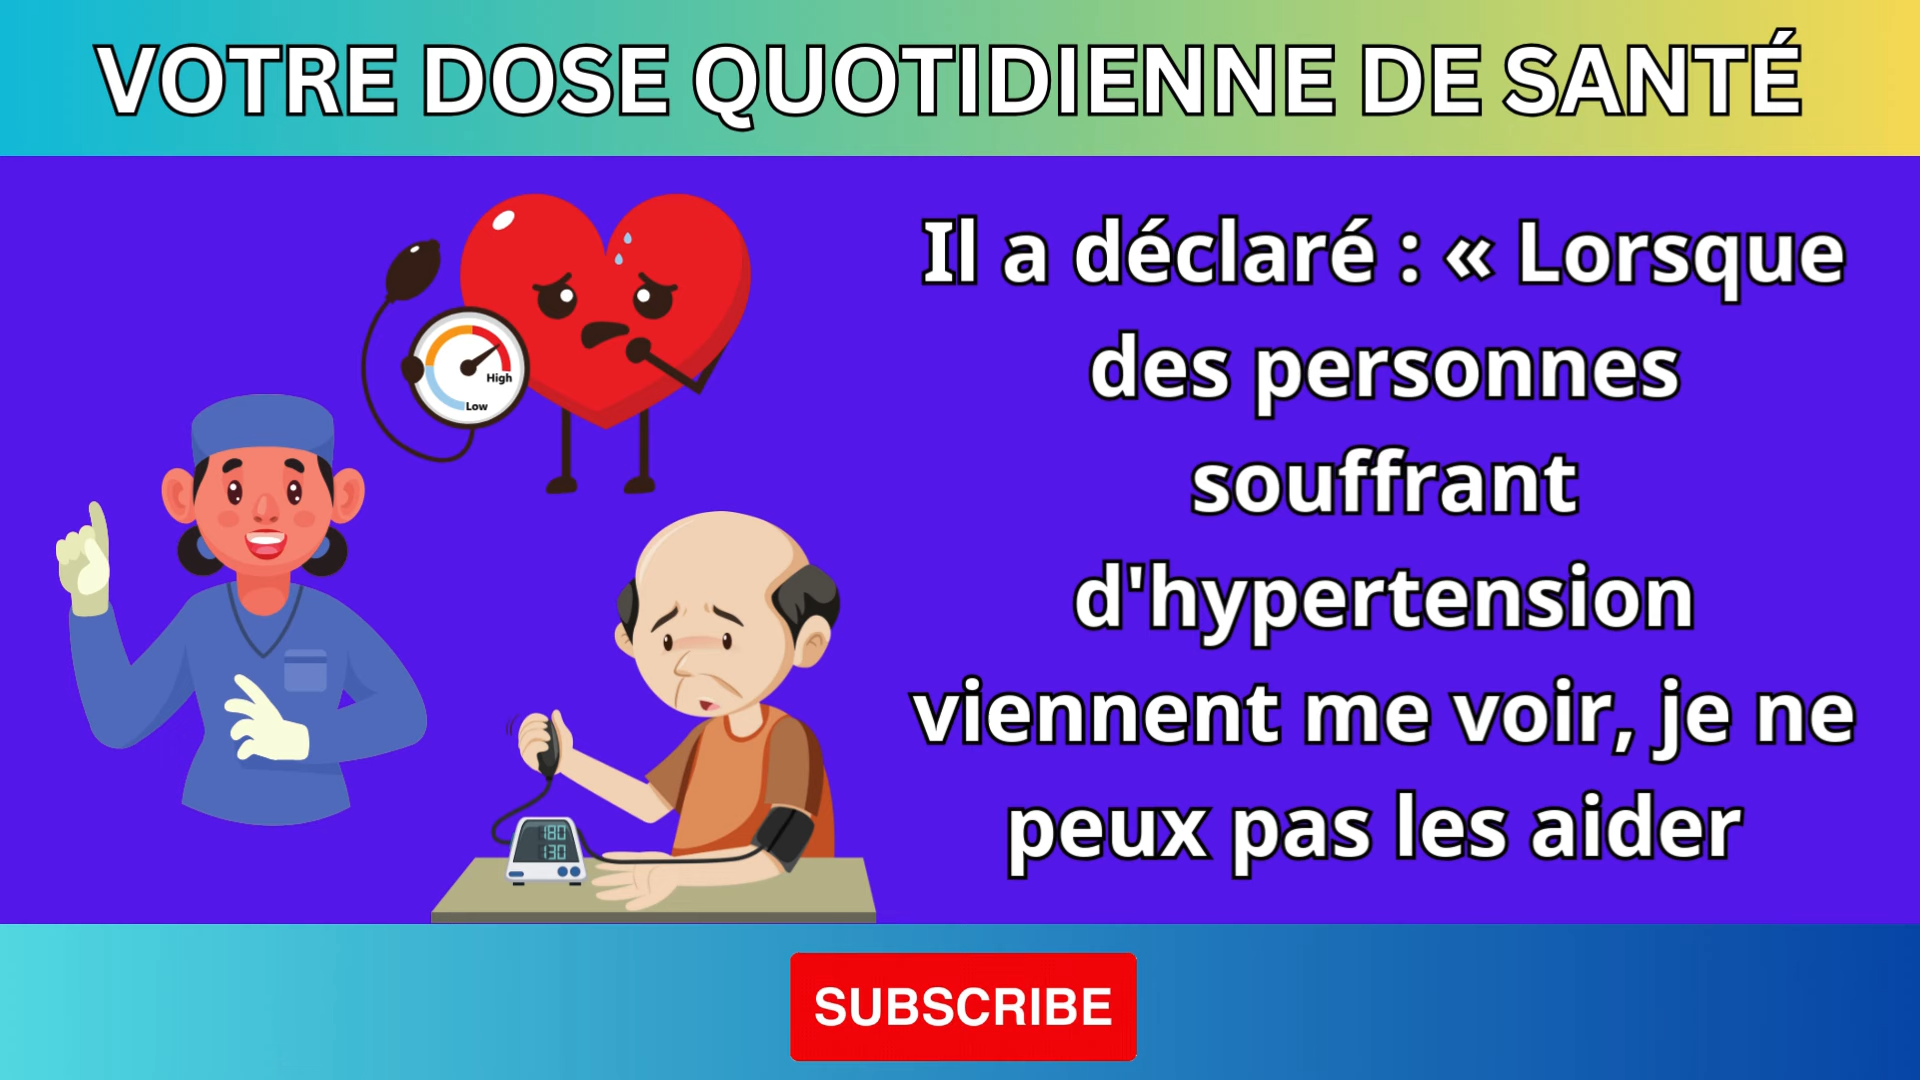 VOTRE DOSE QUOTIDIENNE DE SANTÉ
Il a déclaré : « Lorsque
des personnes
souffrant
d'hypertension
viennent me voir, je ne
peux pas les aider
High
Low
180
130
SUBSCRIBE